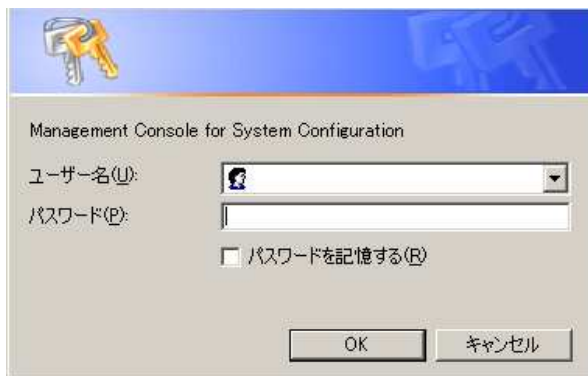 Management Console for System Configuration
ユーザー名(U):
パスワード(P):
パスワードを記憶する(R)
OK
キャンセル